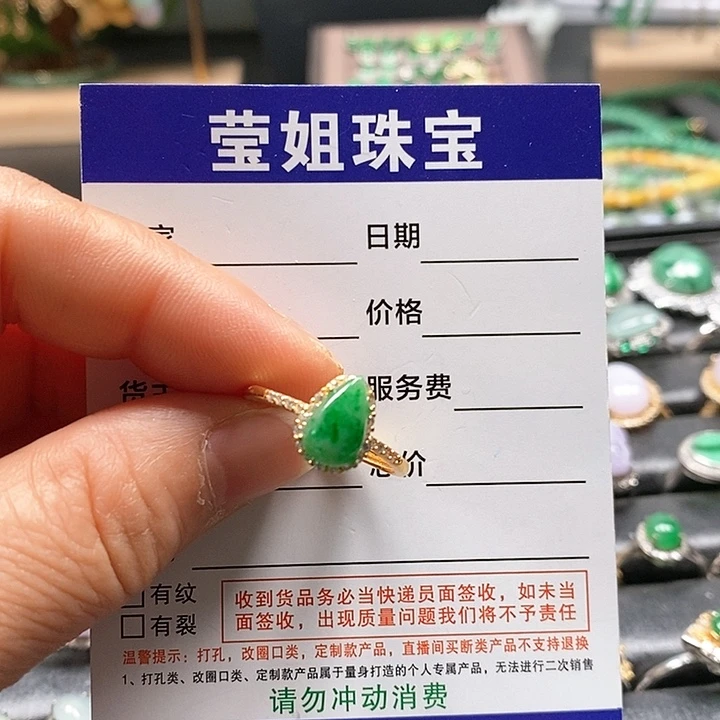 莹姐珠宝
日期
价格
服务费
总价
有纹
有裂
收到货品务必当快递员面签收，如未当
面签收，出现质量问题我们将不予责任
温馨提示：打孔，改圈口类，定制款产品，直播间买断类产品不支持退换
1、打孔类、改圈口类、定制款产品属于量身打造的个人专属产品，无法进行二次销售
请勿冲动消费